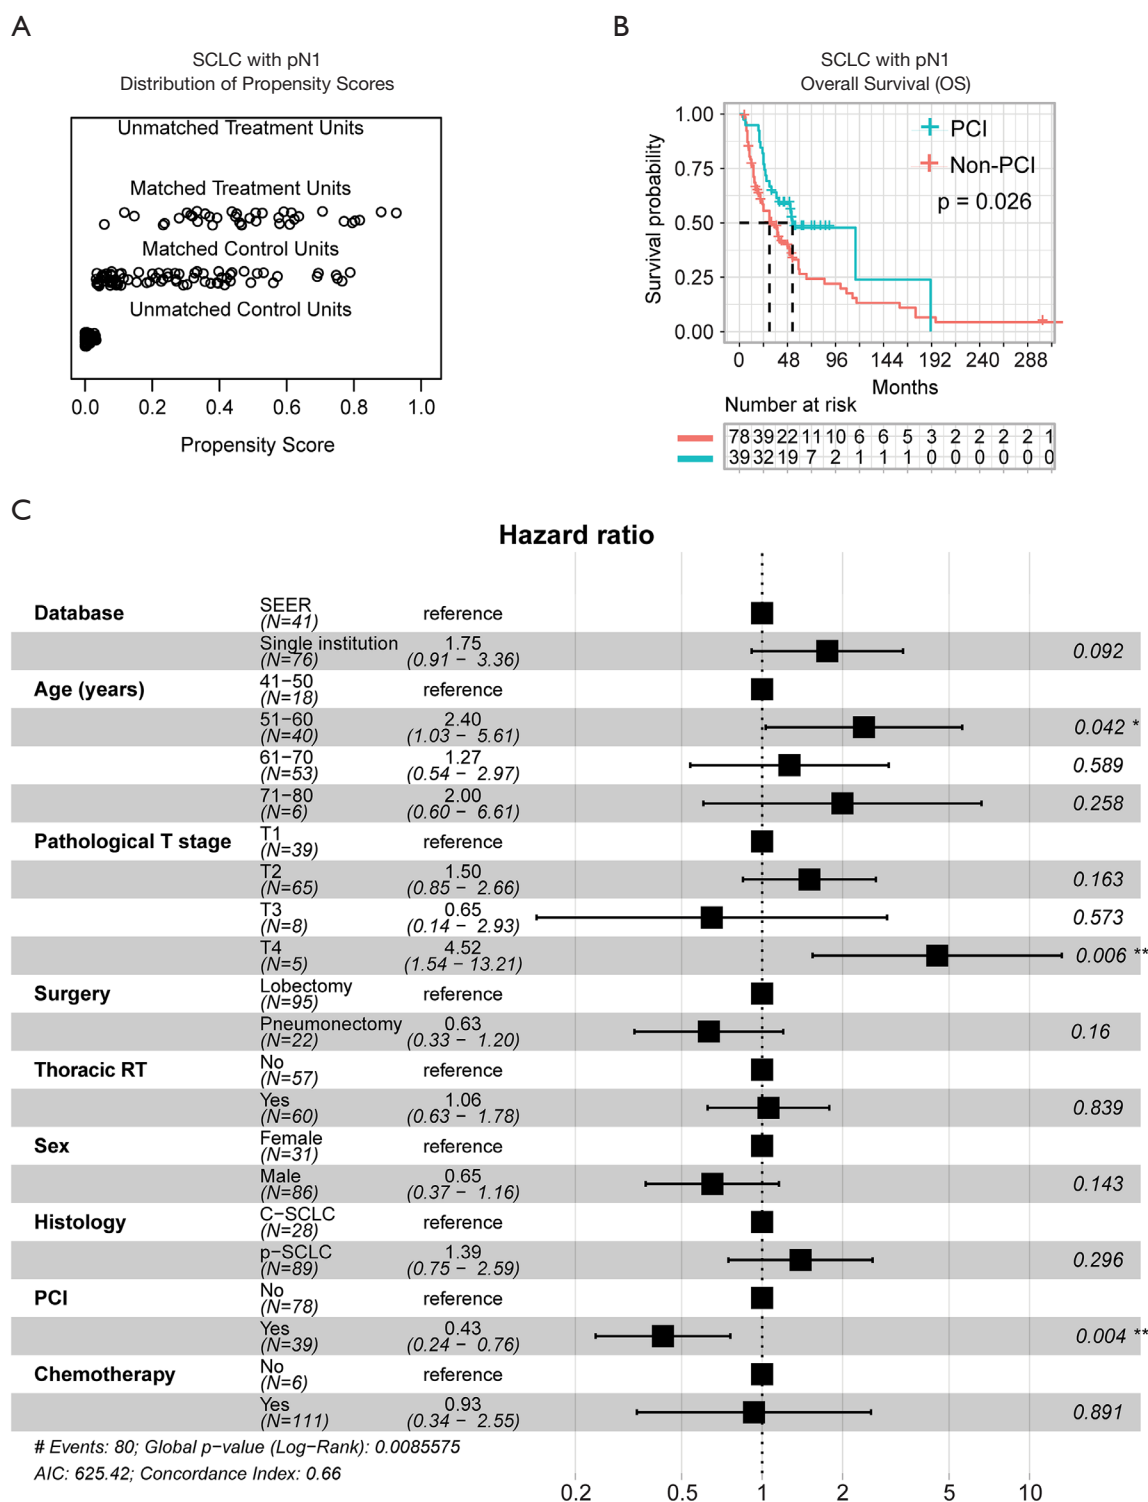 A
SCLC with pN1
Distribution of Propensity Scores
Unmatched Treatment Units
Matched Treatment Units
Matched Control Units
Unmatched Control Units
0.0 0.2 0.4 0.6 0.8 1.0
Propensity Score
B
SCLC with pN1
Overall Survival (OS)
Survival probability
1.00
0.75
0.50
0.25
0.00
PCI
Non-PCI
p = 0.026
0 48 96 144 192 240 288
Months
Number at risk
78 39 22 11 10 6 6 5 3 2 2 2 2 1
39 32 19 7 2 1 1 1 0 0 0 0 0 0
C
Hazard ratio
Database SEER (N=41) reference
Single institution (N=76) 1.75 (0.91 − 3.36) 0.092
Age (years) 41−50 (N=18) reference
51−60 (N=40) 2.40 (1.03 − 5.61) 0.042 *
61−70 (N=53) 1.27 (0.54 − 2.97) 0.589
71−80 (N=6) 2.00 (0.60 − 6.61) 0.258
Pathological T stage T1 (N=39) reference
T2 (N=65) 1.50 (0.85 − 2.66) 0.163
T3 (N=8) 0.65 (0.14 − 2.93) 0.573
T4 (N=5) 4.52 (1.54 − 13.21) 0.006 **
Surgery Lobectomy (N=95) reference
Pneumonectomy (N=22) 0.63 (0.33 − 1.20) 0.16
Thoracic RT No (N=57) reference
Yes (N=60) 1.06 (0.63 − 1.78) 0.839
Sex Female (N=31) reference
Male (N=86) 0.65 (0.37 − 1.16) 0.143
Histology C−SCLC (N=28) reference
p−SCLC (N=89) 1.39 (0.75 − 2.59) 0.296
PCI No (N=78) reference
Yes (N=39) 0.43 (0.24 − 0.76) 0.004 **
Chemotherapy No (N=6) reference
Yes (N=111) 0.93 (0.34 − 2.55) 0.891
# Events: 80; Global p−value (Log−Rank): 0.0085575
AIC: 625.42; Concordance Index: 0.66
0.2 0.5 1 2 5 10